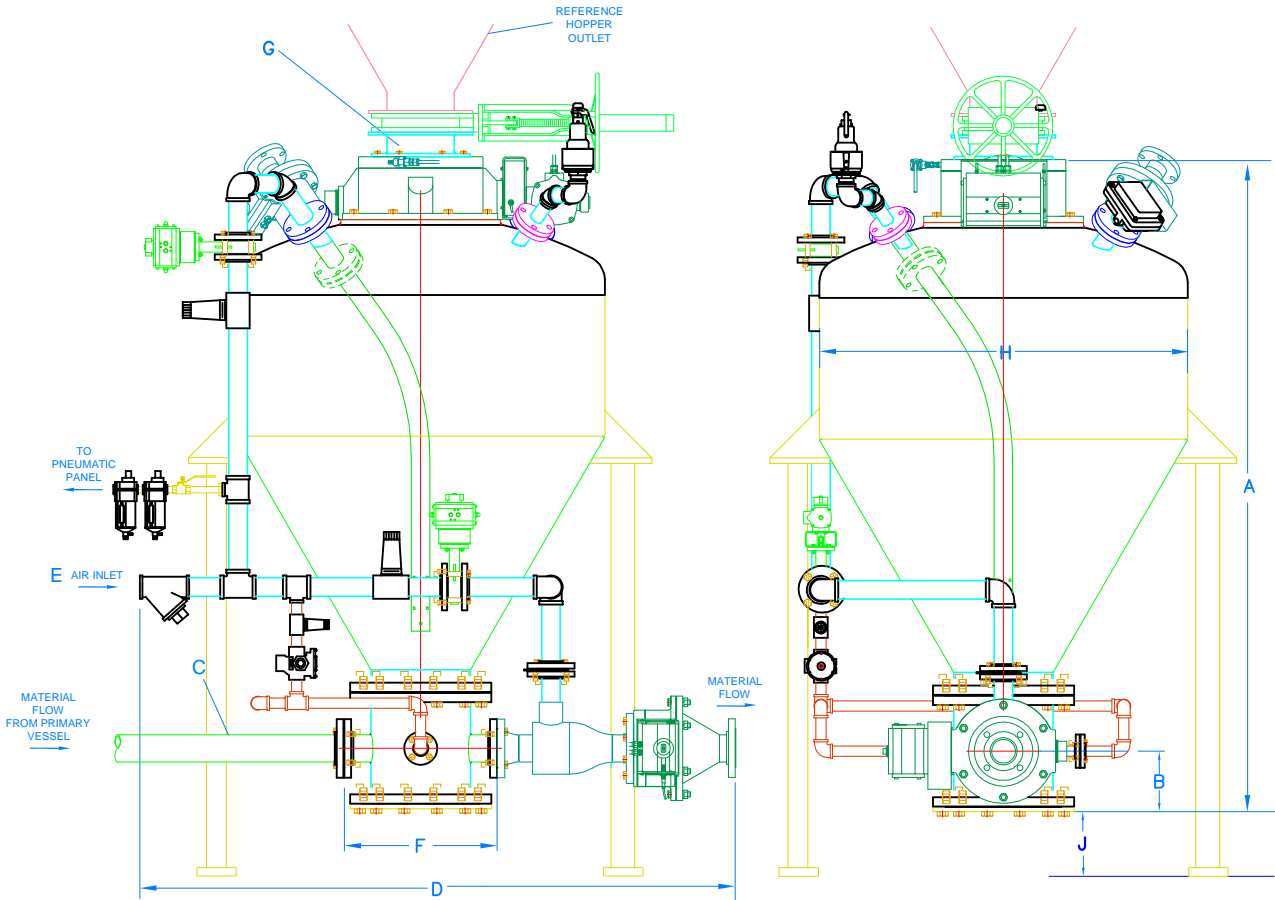 REFERENCE
HOPPER
OUTLET
G
H
A
TO
PNEUMATIC
PANEL
E AIR INLET
C
MATERIAL
FLOW
FROM PRIMARY
VESSEL
MATERIAL
FLOW
B
J
F
D